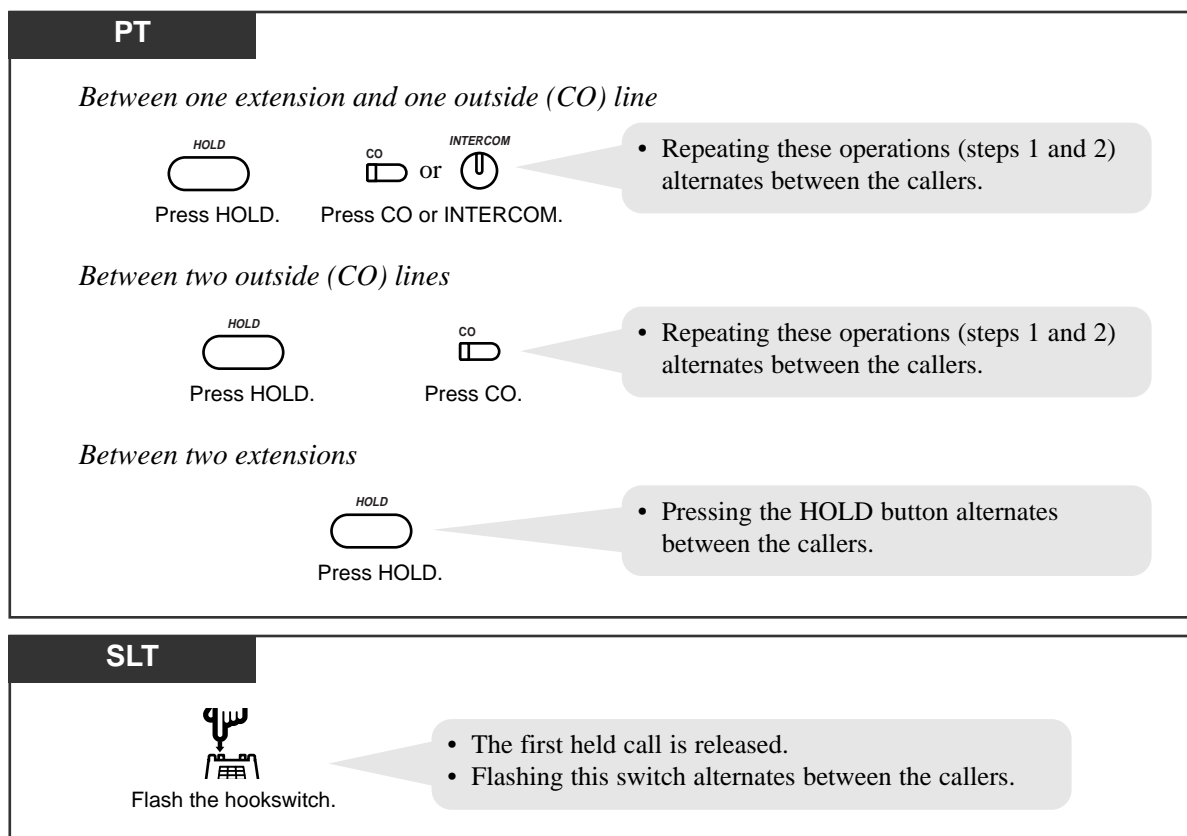 PT
Between one extension and one outside (CO) line
HOLD
CO
or
INTERCOM
Press HOLD.
Press CO or INTERCOM.
• Repeating these operations (steps 1 and 2)
alternates between the callers.
Between two outside (CO) lines
HOLD
CO
Press HOLD.
Press CO.
• Repeating these operations (steps 1 and 2)
alternates between the callers.
Between two extensions
HOLD
Press HOLD.
• Pressing the HOLD button alternates
between the callers.
SLT
Flash the hookswitch.
• The first held call is released.
• Flashing this switch alternates between the callers.